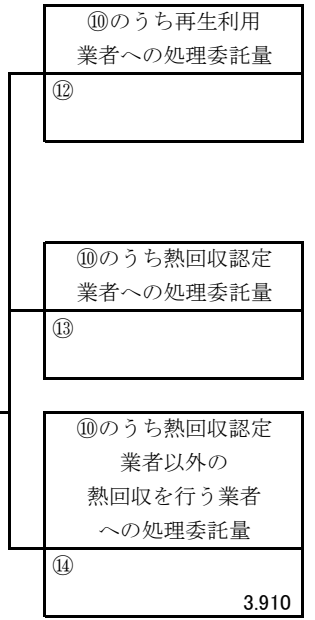 ⑩のうち再生利用
業者への処理委託量
⑫
⑩のうち熱回収認定
業者への処理委託量
⑬
⑩のうち熱回収認定
業者以外の
熱回収を行う業者
への処理委託量
⑭
3.910